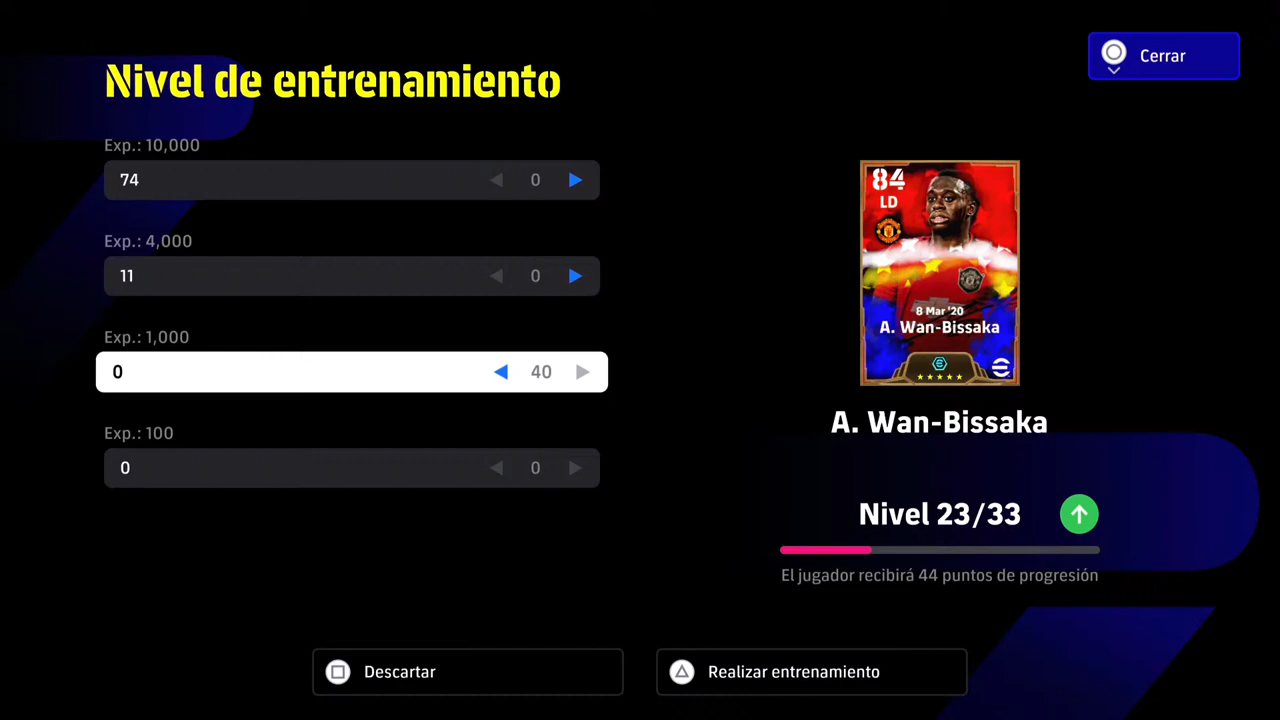 Nivel de entrenamiento
Cerrar
Exp.: 10,000
74
0
Exp.: 4,000
11
0
Exp.: 1,000
0
40
Exp.: 100
0
0
84
LD
8 Mar '20
A. Wan-Bissaka
A. Wan-Bissaka
Nivel 23/33
El jugador recibirá 44 puntos de progresión
Descartar
Realizar entrenamiento